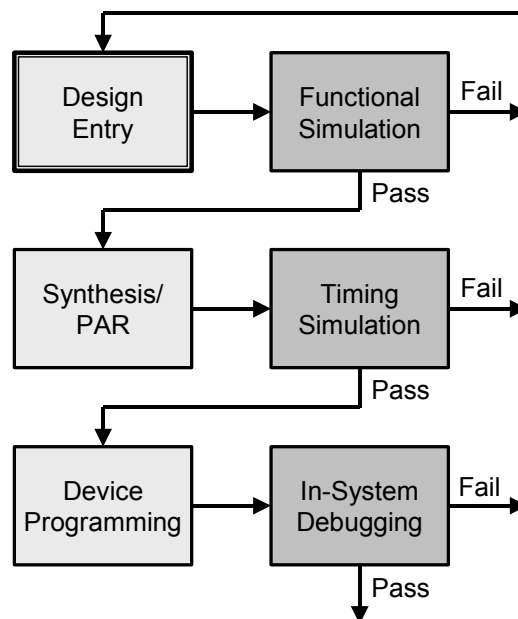 Design
Entry
Functional
Simulation
Fail
Pass
Synthesis/
PAR
Timing
Simulation
Fail
Pass
Device
Programming
In-System
Debugging
Fail
Pass